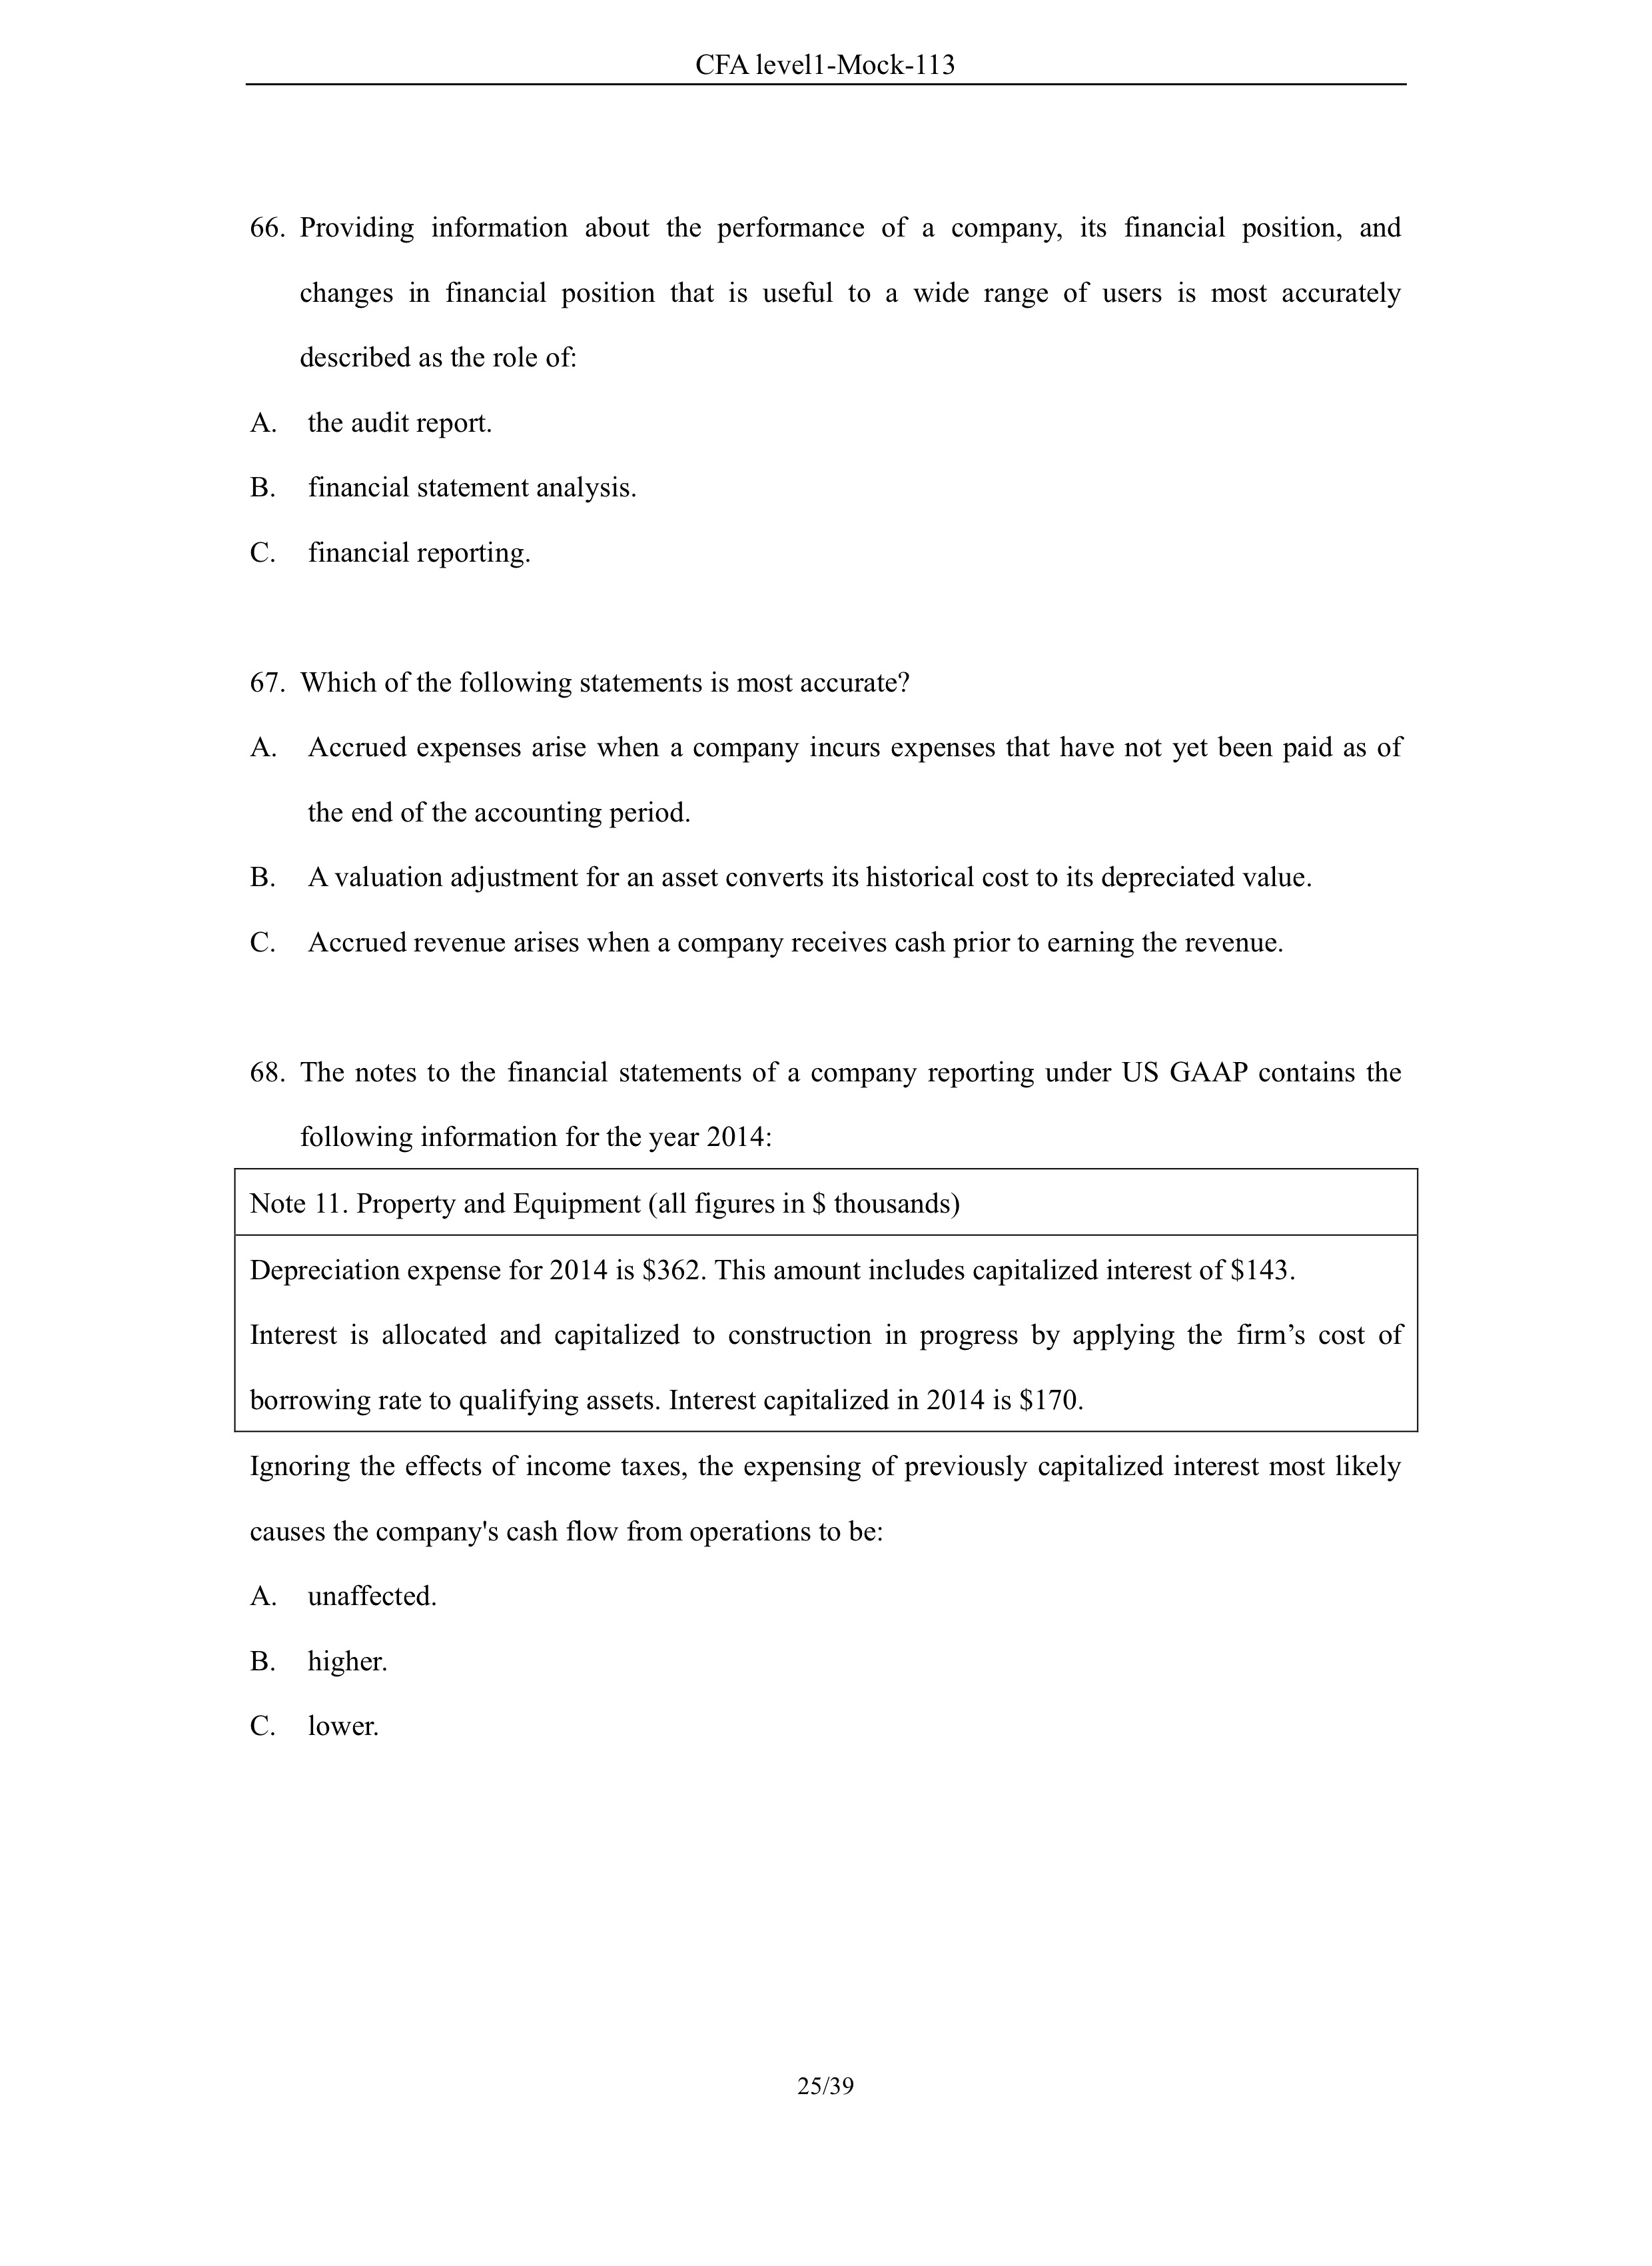 CFA level1-Mock-113
66. Providing information about the performance of a company, its financial position, and
changes in financial position that is useful to a wide range of users is most accurately
described as the role of:
A. the audit report.
B. financial statement analysis.
C. financial reporting.
67. Which of the following statements is most accurate?
A. Accrued expenses arise when a company incurs expenses that have not yet been paid as of
the end of the accounting period.
B. A valuation adjustment for an asset converts its historical cost to its depreciated value.
C. Accrued revenue arises when a company receives cash prior to earning the revenue.
68. The notes to the financial statements of a company reporting under US GAAP contains the
following information for the year 2014:
Note 11. Property and Equipment (all figures in $ thousands)
Depreciation expense for 2014 is $362. This amount includes capitalized interest of $143.
Interest is allocated and capitalized to construction in progress by applying the firm’s cost of
borrowing rate to qualifying assets. Interest capitalized in 2014 is $170.
Ignoring the effects of income taxes, the expensing of previously capitalized interest most likely
causes the company's cash flow from operations to be:
A. unaffected.
B. higher.
C. lower.
25/39